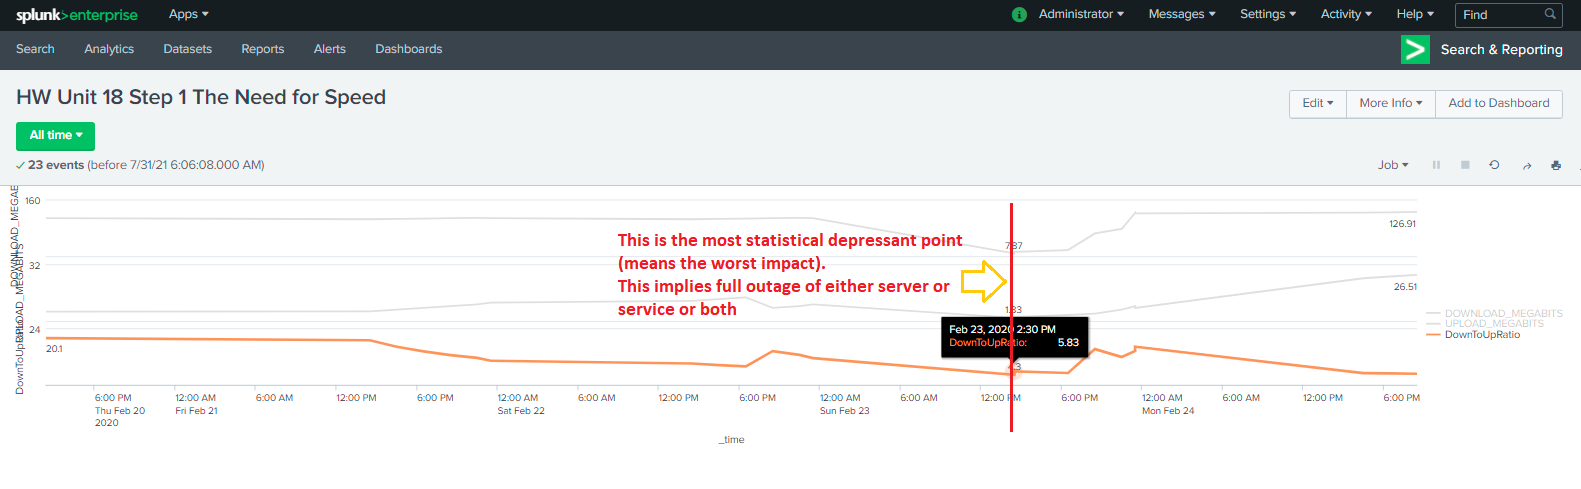 splunk>enterprise Apps Administrator Messages Settings Activity Help Find
Search Analytics Datasets Reports Alerts Dashboards Search & Reporting
HW Unit 18 Step 1 The Need for Speed
Edit More Info Add to Dashboard
All time
23 events (before 7/31/21 6:06:08.000 AM)
Job
DOWNLOAD_MEGABITS
160
32
24
20.1
DownToUpRatio
This is the most statistical depressant point
(means the worst impact).
This implies full outage of either server or
service or both
126.91
26.51
Feb 23, 2020 2:30 PM
DownToUpRatio: 5.83
DOWNLOAD_MEGABITS
UPLOAD_MEGABITS
DownToUpRatio
6:00 PM 12:00 AM 6:00 AM 12:00 PM 6:00 PM 12:00 AM 6:00 AM 12:00 PM 6:00 PM 12:00 AM 6:00 AM 12:00 PM 6:00 PM 12:00 AM 6:00 AM 12:00 PM 6:00 PM
Thu Feb 20 Fri Feb 21 Sat Feb 22 Sun Feb 23 Mon Feb 24
2020
_time